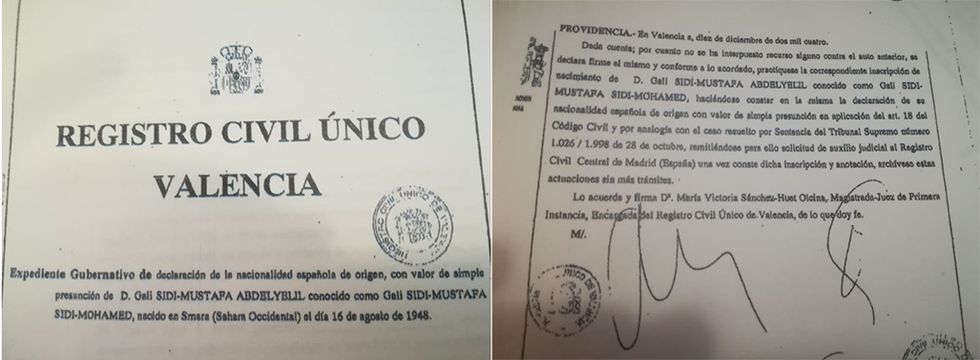 REGISTRO CIVIL ÚNICO
VALENCIA
REGISTRO CIVIL ÚNICO DE
Expediente Gubernativo de declaración de la nacionalidad española de origen, con valor de simple
presunción de D. Gali SIDI-MUSTAFA ABDELYELIL conocido como Gali SIDI-MUSTAFA
SIDI-MOHAMED, nacido en Smara (Sahara Occidental) el día 16 de agosto de 1948.
PROVIDENCIA.- En Valencia a, diez de diciembre de dos mil cuatro.
Dada cuenta; por cuanto no se ha interpuesto recurso alguno contra el auto anterior, se
declara firme el mismo y conforme a lo acordado, practíquese la correspondiente inscripción de
nacimiento de D. Gali SIDI-MUSTAPA ABDELYELIL conocido como Gali SIDI-
MUSTAFA SIDI-MOHAMED, haciéndose constar en la misma la declaración de su
nacionalidad española de origen con valor de simple presunción en aplicación del art. 18 del
Código Civil y por analogía con el caso resuelto por Sentencia del Tribunal Supremo número
1.026 / 1.998 de 28 de octubre, remitiéndose para ello solicitud de auxilio judicial al Registro
Civil Central de Madrid (España) una vez conste dicha inscripción y anotación, archívese estas
actuaciones sin más trámites.
Lo acuerda y firma Dª. María Victoria Sánchez-Huet Olcina, Magistrada-Juez de Primera
Instancia, Encargada del Registro Civil Único de Valencia, de lo que doy fe.
M/.